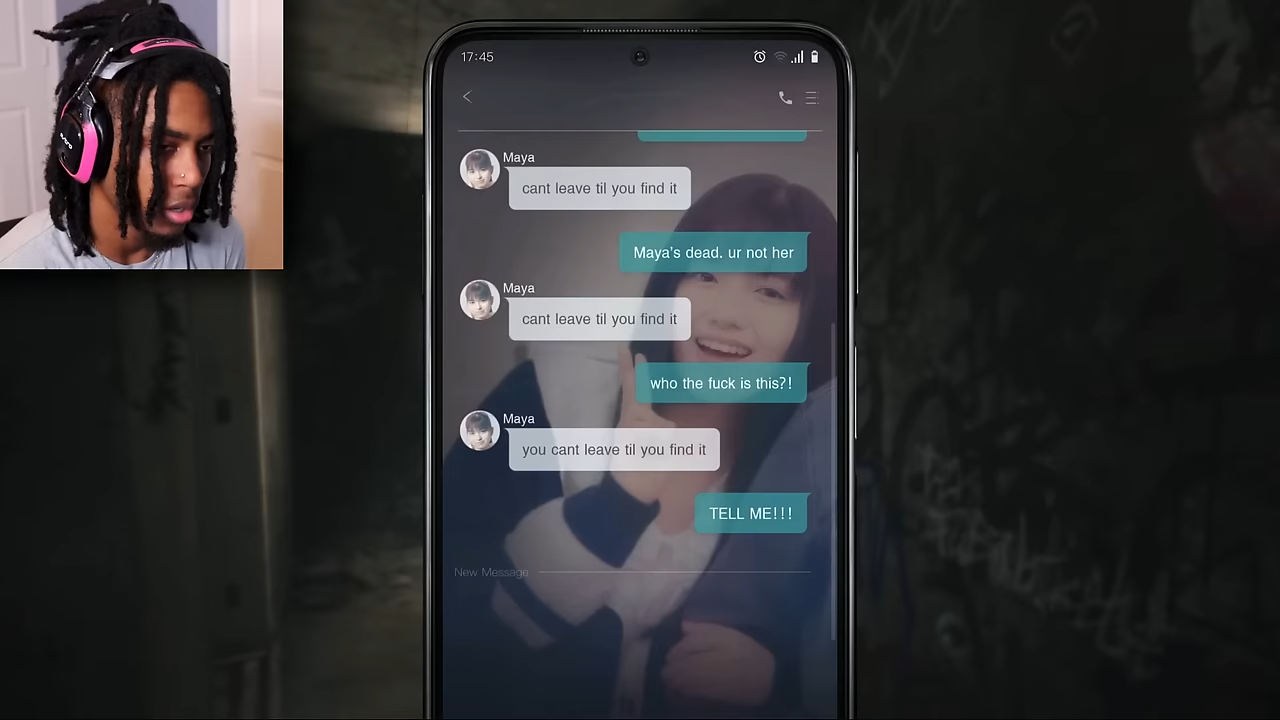 17:45
Maya
cant leave til you find it
Maya's dead. ur not her
Maya
cant leave til you find it
who the fuck is this?!
Maya
you cant leave til you find it
TELL ME!!!
New Message